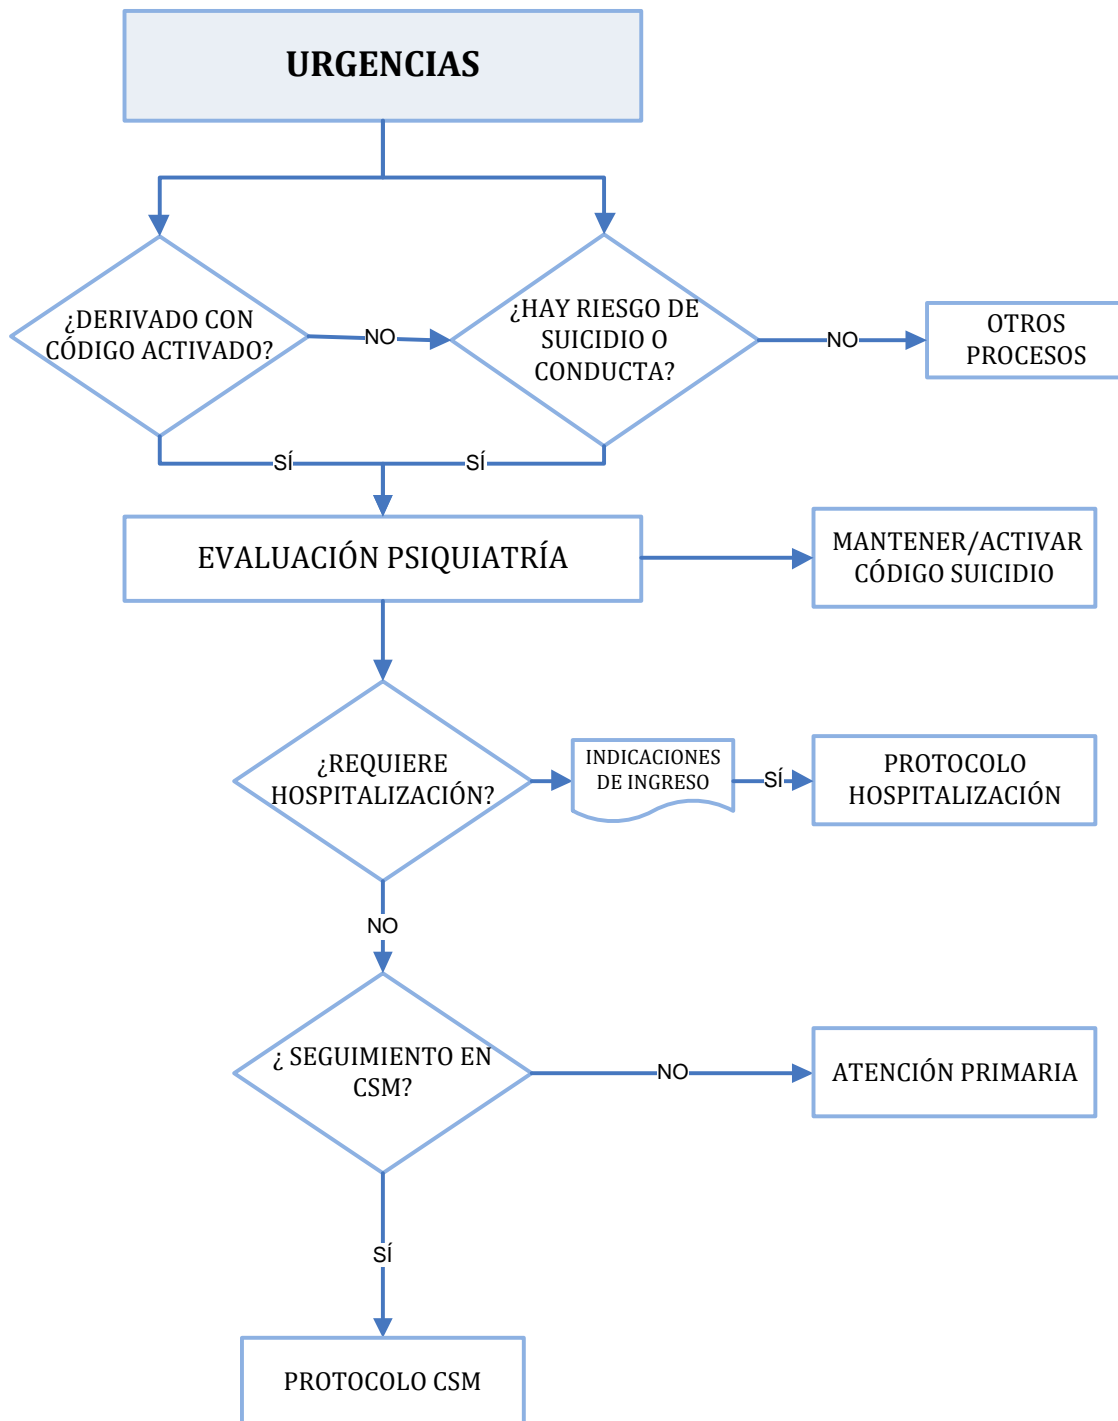 URGENCIAS
¿DERIVADO CON
CÓDIGO ACTIVADO?
NO
¿HAY RIESGO DE
SUICIDIO O
CONDUCTA?
NO
OTROS
PROCESOS
SÍ
SÍ
EVALUACIÓN PSIQUIATRÍA
MANTENER/ACTIVAR
CÓDIGO SUICIDIO
¿REQUIERE
HOSPITALIZACIÓN?
INDICACIONES
DE INGRESO
SÍ
PROTOCOLO
HOSPITALIZACIÓN
NO
¿ SEGUIMIENTO EN
CSM?
NO
ATENCIÓN PRIMARIA
SÍ
PROTOCOLO CSM